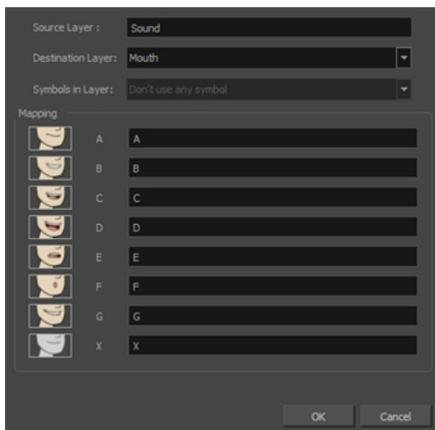 Source Layer : Sound
Destination Layer: Mouth
Symbols in Layer: Don't use any symbol
Mapping
A A
B B
C C
D D
E E
F F
G G
X X
OK Cancel